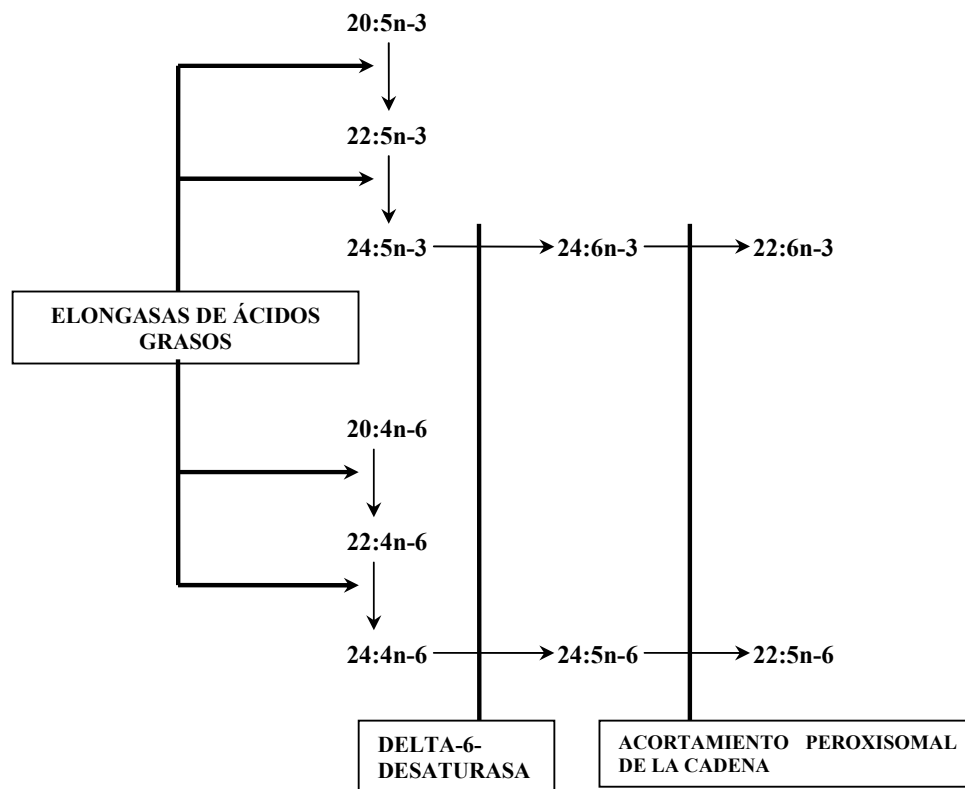 20:5n-3
22:5n-3
24:5n-3 24:6n-3 22:6n-3
ELONGASAS DE ÁCIDOS
GRASOS
20:4n-6
22:4n-6
24:4n-6 24:5n-6 22:5n-6
DELTA-6-
DESATURASA
ACORTAMIENTO PEROXISOMAL
DE LA CADENA